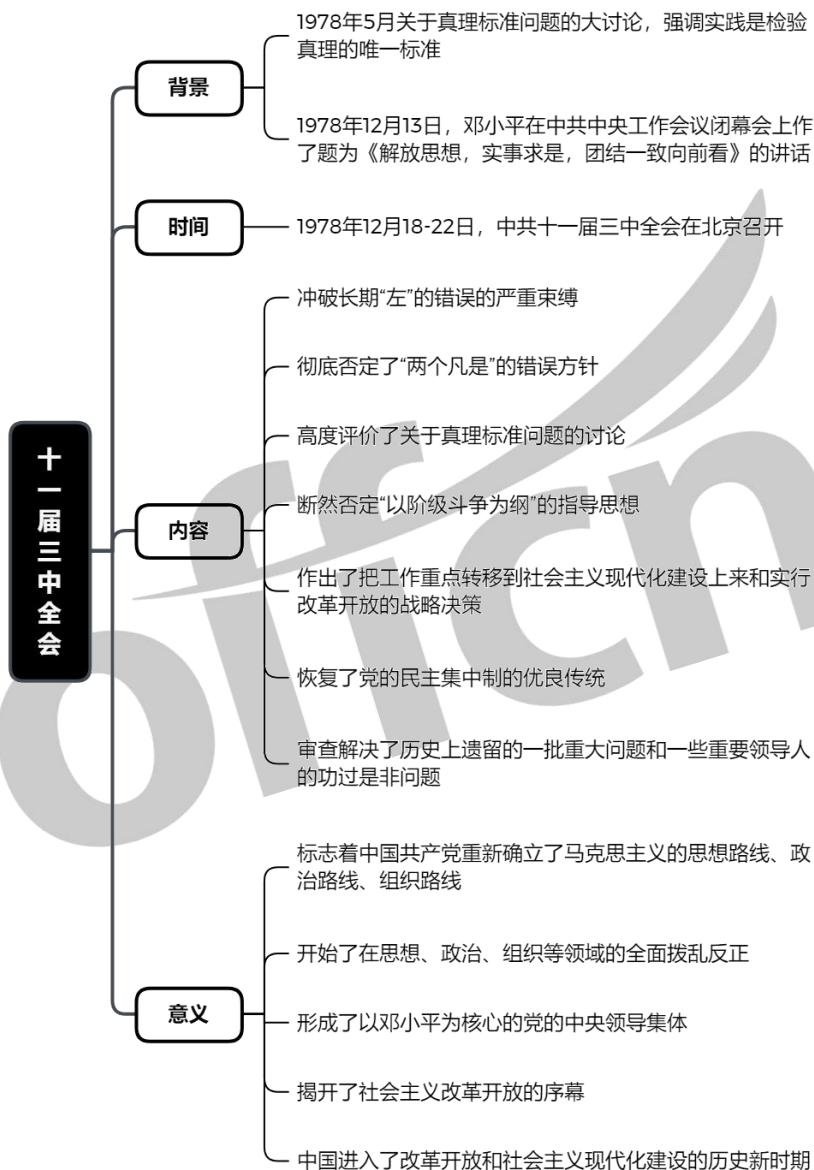 十一届三中全会
背景
1978年5月关于真理标准问题的大讨论，强调实践是检验
真理的唯一标准
1978年12月13日，邓小平在中共中央工作会议闭幕会上作
了题为《解放思想，实事求是，团结一致向前看》的讲话
时间
1978年12月18-22日，中共十一届三中全会在北京召开
内容
冲破长期“左”的错误的严重束缚
彻底否定了“两个凡是”的错误方针
高度评价了关于真理标准问题的讨论
断然否定“以阶级斗争为纲”的指导思想
作出了把工作重点转移到社会主义现代化建设上来和实行
改革开放的战略决策
恢复了党的民主集中制的优良传统
审查解决了历史上遗留的一批重大问题和一些重要领导人
的功过是非问题
意义
标志着中国共产党重新确立了马克思主义的思想路线、政
治路线、组织路线
开始了在思想、政治、组织等领域的全面拨乱反正
形成了以邓小平为核心的党的中央领导集体
揭开了社会主义改革开放的序幕
中国进入了改革开放和社会主义现代化建设的历史新时期
offcn